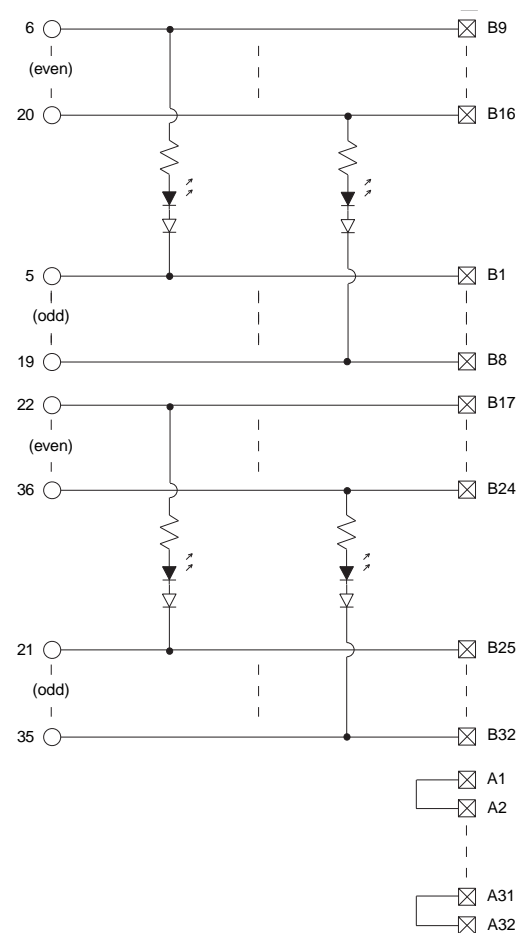 6 B9
(even)
20 B16
5 B1
(odd)
19 B8
22 B17
(even)
36 B24
21 B25
(odd)
35 B32
A1
A2
A31
A32